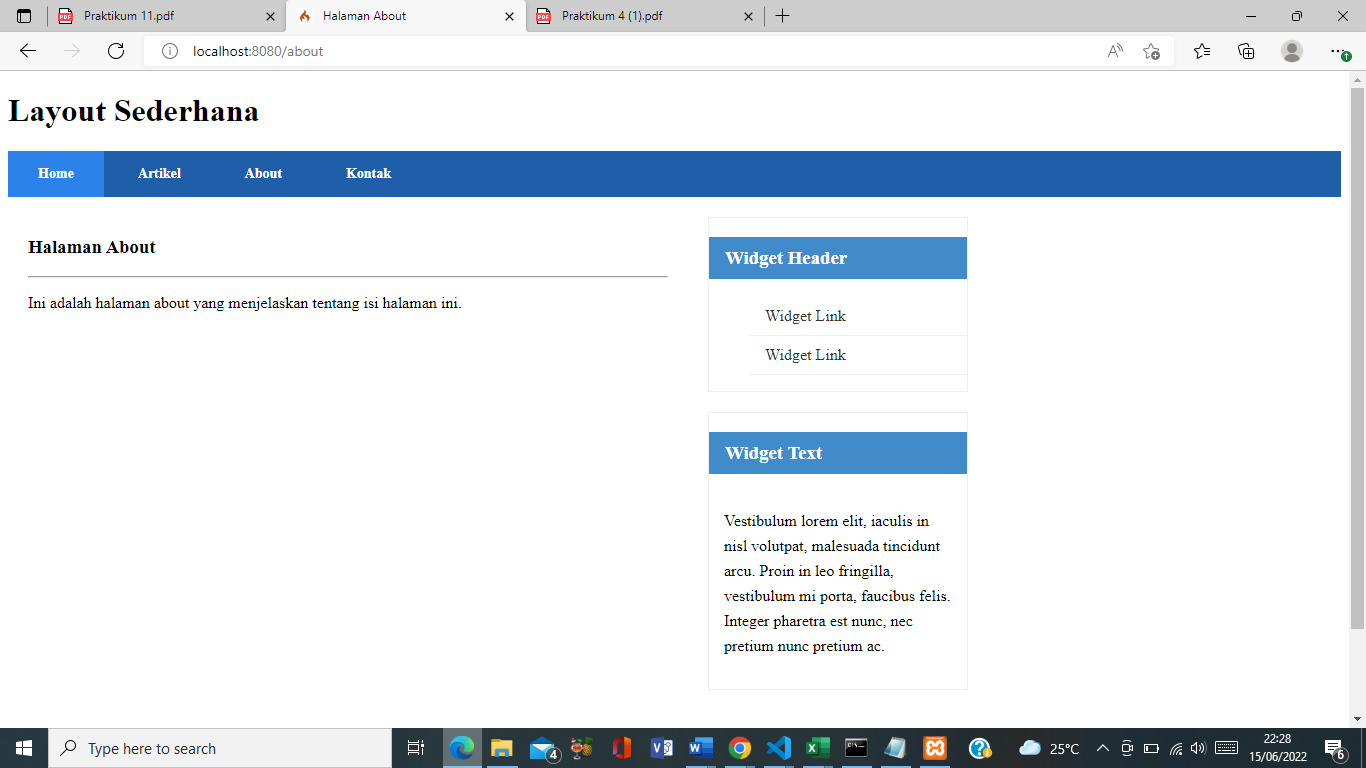 Praktikum 11.pdf
Halaman About
Praktikum 4 (1).pdf
localhost:8080/about
Layout Sederhana
Home Artikel About Kontak
Halaman About
Ini adalah halaman about yang menjelaskan tentang isi halaman ini.
Widget Header
Widget Link
Widget Link
Widget Text
Vestibulum lorem elit, iaculis in
nisl volutpat, malesuada tincidunt
arcu. Proin in leo fringilla,
vestibulum mi porta, faucibus felis.
Integer pharetra est nunc, nec
pretium nunc pretium ac.
Type here to search
4
25°C
22:28
15/06/2022
6